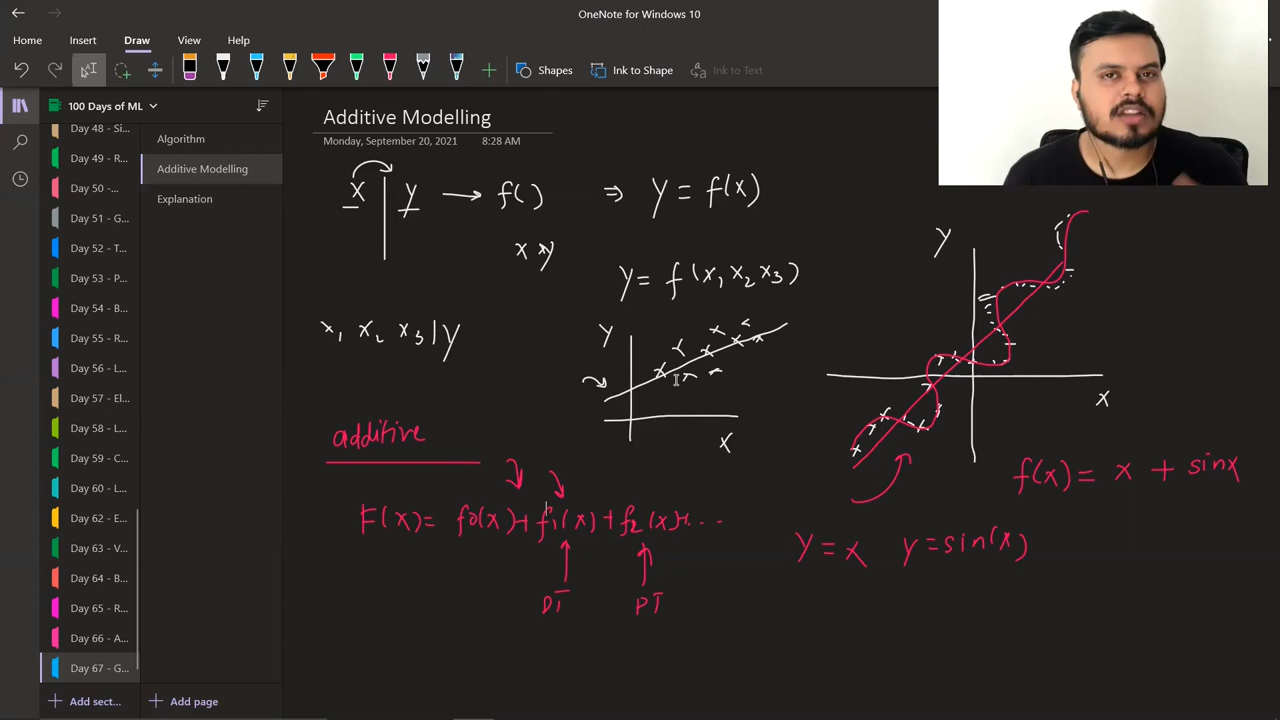 OneNote for Windows 10
Home Insert Draw View Help
Shapes Ink to Shape Ink to Text
100 Days of ML
Day 48 - Si...
Day 49 - R...
Day 50 -...
Day 51 - G...
Day 52 - T...
Day 53 - P...
Day 54 - B...
Day 55 - R...
Day 56 - L...
Day 57 - El...
Day 58 - L...
Day 59 - C...
Day 60 - L...
Day 62 - E...
Day 63 - V...
Day 64 - B...
Day 65 - R...
Day 66 - A...
Day 67 - G...
Add sect...
Algorithm
Additive Modelling
Explanation
Add page
Additive Modelling
Monday, September 20, 2021 8:28 AM
x | y → f() ⇒ y = f(x)
x xy
y = f(x1 x2 x3)
x1 x2 x3 | y
y
x
y
x
additive
F(x) = f0(x) + f1(x) + f2(x) + ...
DT
f(x) = x + sinx
y = x y = sin(x)